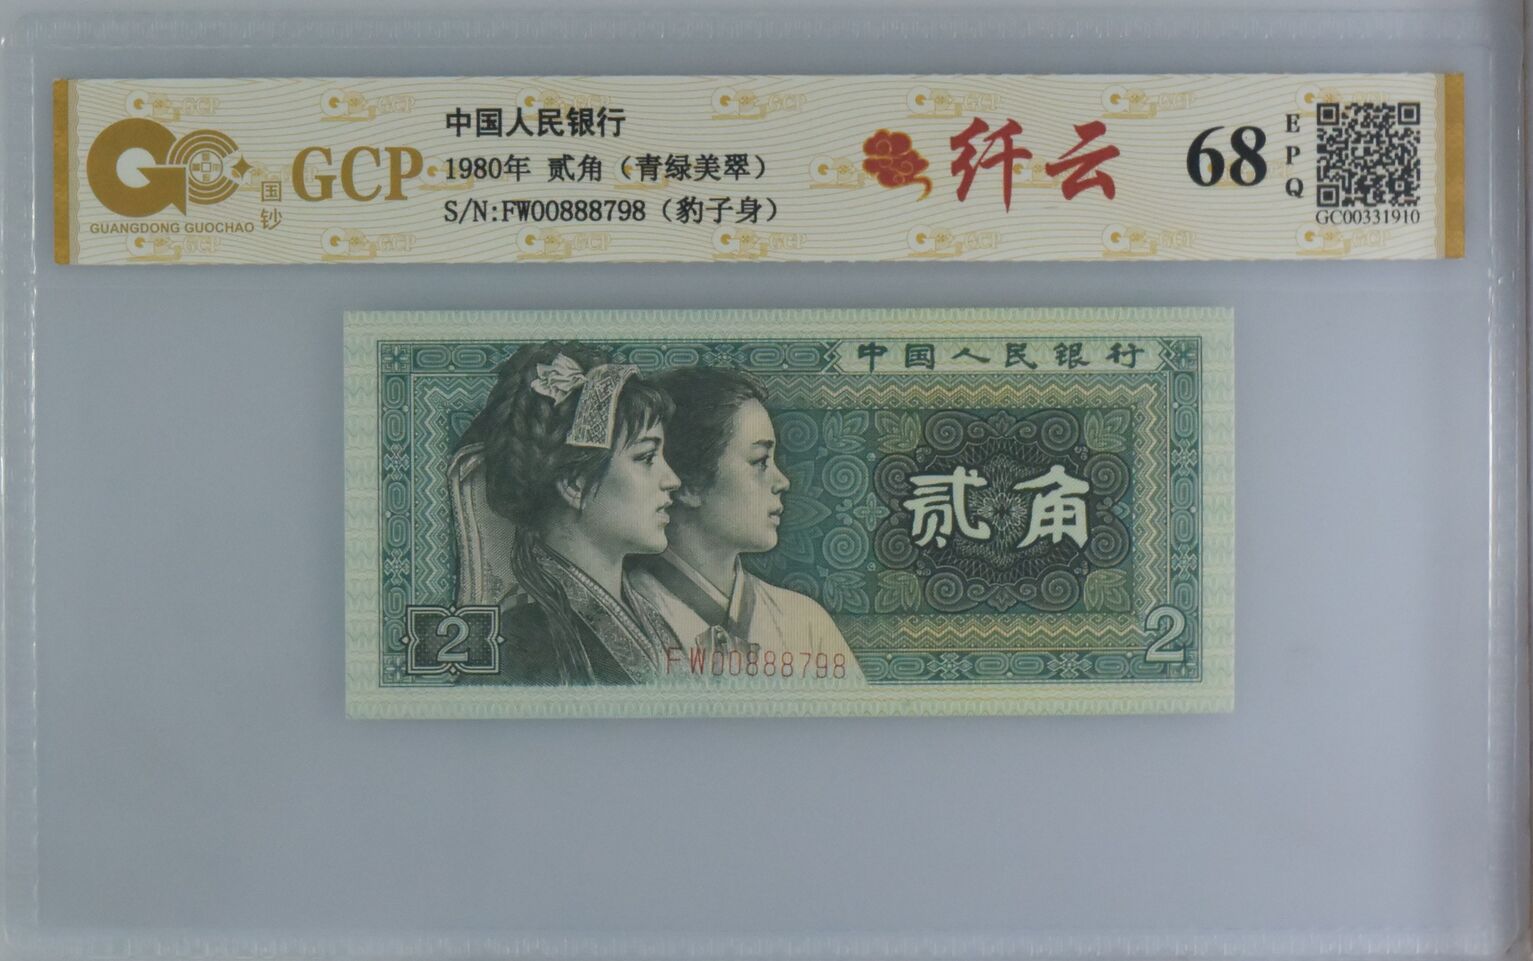 中国人民银行
1980年 贰角（青绿美翠）
S/N:FW00888798（豹子身）
GCP
国钞
GUANGDONG GUOCHAO
纤云
68
EPQ
GC00331910
中国人民银行
贰角
2
2
FW00888798